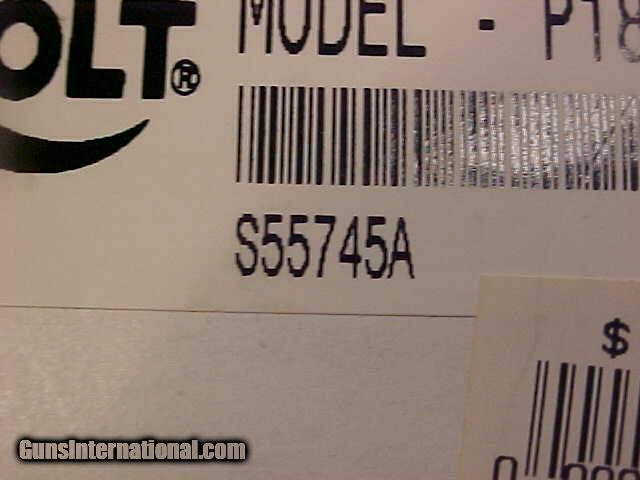 MODEL - P18
OLT®
S55745A
$
GunsInternational.com